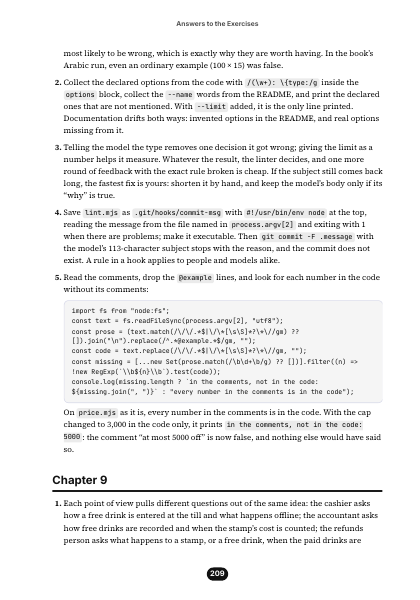 Answers to the Exercises
most likely to be wrong, which is exactly why they are worth having. In the book's
Arabic run, even an ordinary example (100 × 15) was false.
2. Collect the declared options from the code with /(\w+): \{type:/g inside the
options block, collect the --name words from the README, and print the declared
ones that are not mentioned. With --limit added, it is the only line printed.
Documentation drifts both ways: invented options in the README, and real options
missing from it.
3. Telling the model the type removes one decision it got wrong; giving the limit as a
number helps it measure. Whatever the result, the linter decides, and one more
round of feedback with the exact rule broken is cheap. If the subject still comes back
long, the fastest fix is yours: shorten it by hand, and keep the model's body only if its
“why” is true.
4. Save lint.mjs as .git/hooks/commit-msg with #!/usr/bin/env node at the top,
reading the message from the file named in process.argv[2] and exiting with 1
when there are problems; make it executable. Then git commit -F .message with
the model's 113-character subject stops with the reason, and the commit does not
exist. A rule in a hook applies to people and models alike.
5. Read the comments, drop the @example lines, and look for each number in the code
without its comments:
import fs from "node:fs";
const text = fs.readFileSync(process.argv[2], "utf8");
const prose = (text.match(/\/\/.*$|\/\*[\s\S]*?\*\//gm) ??
[]).join("\n").replace(/^.*@example.*$/gm, "");
const code = text.replace(/\/\/.*$|\/\*[\s\S]*?\*\//gm, "");
const missing = [...new Set(prose.match(/\b\d+\b/g) ?? [])].filter((n) =>
!new RegExp(`\\b${n}\\b`).test(code));
console.log(missing.length ? `in the comments, not in the code:
${missing.join(", ")}` : "every number in the comments is in the code");
On price.mjs as it is, every number in the comments is in the code. With the cap
changed to 3,000 in the code only, it prints in the comments, not in the code:
5000 : the comment “at most 5000 off” is now false, and nothing else would have said
so.
Chapter 9
1. Each point of view pulls different questions out of the same idea: the cashier asks
how a free drink is entered at the till and what happens offline; the accountant asks
how free drinks are recorded and when the stamp's cost is counted; the refunds
person asks what happens to a stamp, or a free drink, when the paid drinks are
209